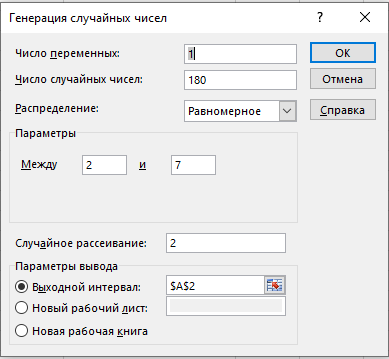 Генерация случайных чисел
? ×
Число переменных: 1 ОК
Число случайных чисел: 180 Отмена
Распределение: Равномерное Справка
Параметры
Между 2 и 7
Случайное рассеивание: 2
Параметры вывода
Выходной интервал: $A$2
Новый рабочий лист:
Новая рабочая книга